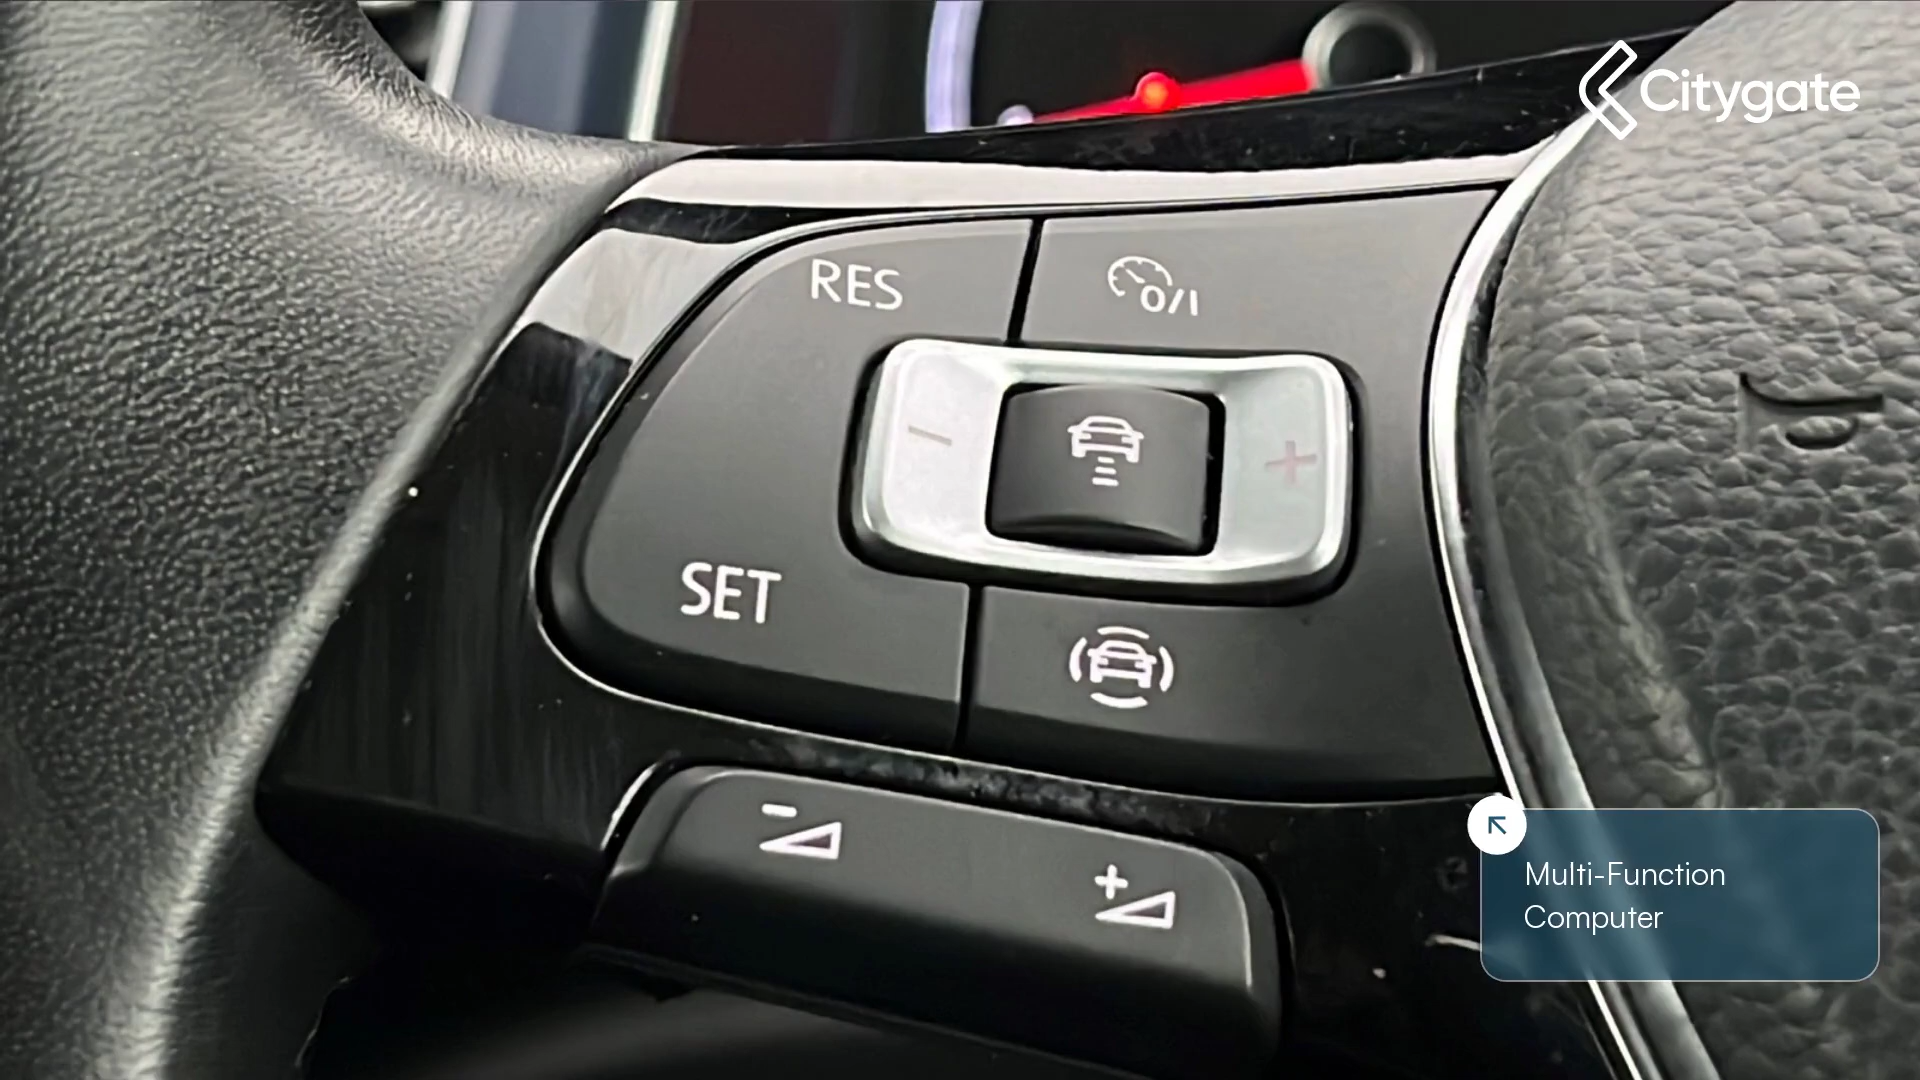 Citygate
RES
0/I
− +
SET
−
+
Multi-Function
Computer